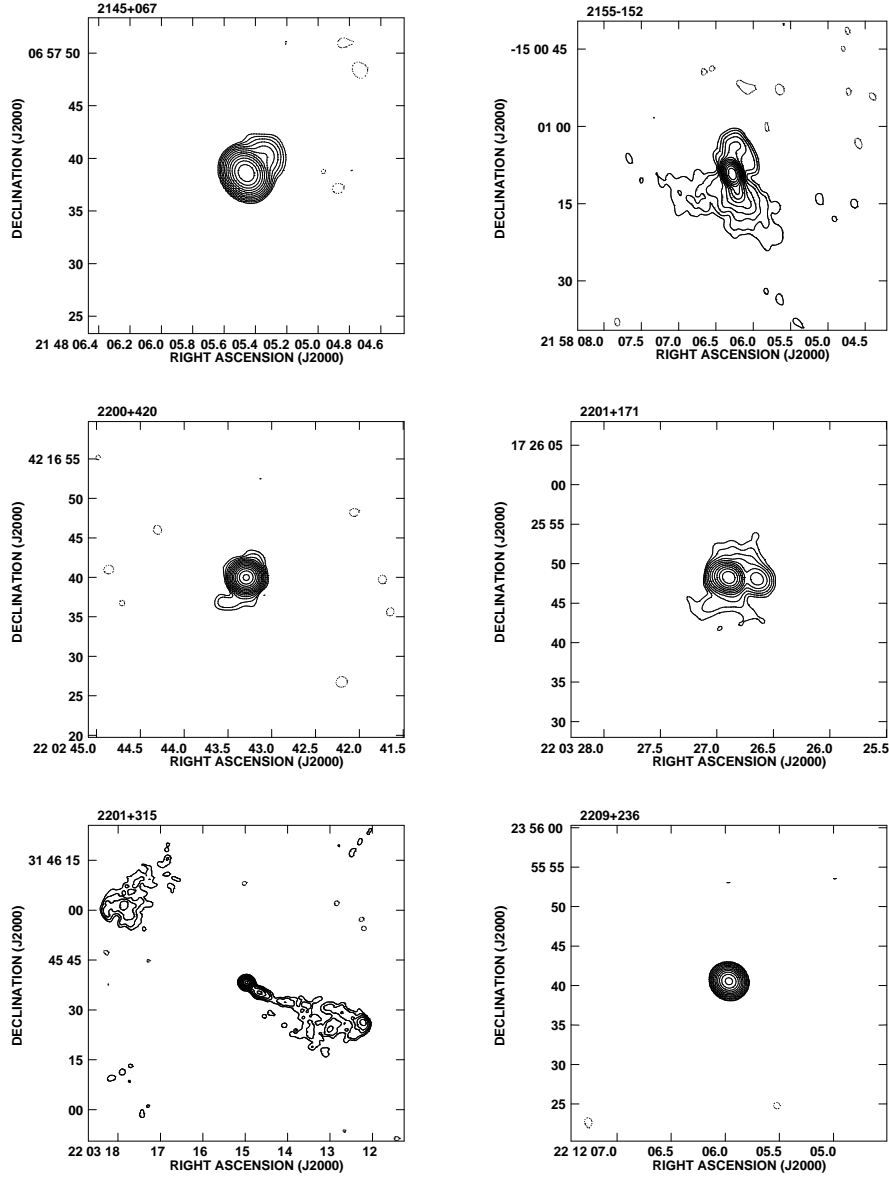 2145+067
06 57 50
45
40
35
30
25
DECLINATION (J2000)
21 48 06.4 06.2 06.0 05.8 05.6 05.4 05.2 05.0 04.8 04.6
RIGHT ASCENSION (J2000)
2155-152
-15 00 45
01 00
15
30
DECLINATION (J2000)
21 58 08.0 07.5 07.0 06.5 06.0 05.5 05.0 04.5
RIGHT ASCENSION (J2000)
2200+420
42 16 55
50
45
40
35
30
25
20
DECLINATION (J2000)
22 02 45.0 44.5 44.0 43.5 43.0 42.5 42.0 41.5
RIGHT ASCENSION (J2000)
2201+171
17 26 05
00
25 55
50
45
40
35
30
DECLINATION (J2000)
22 03 28.0 27.5 27.0 26.5 26.0 25.5
RIGHT ASCENSION (J2000)
2201+315
31 46 15
00
45 45
30
15
00
DECLINATION (J2000)
22 03 18 17 16 15 14 13 12
RIGHT ASCENSION (J2000)
2209+236
23 56 00
55 55
50
45
40
35
30
25
DECLINATION (J2000)
22 12 07.0 06.5 06.0 05.5 05.0
RIGHT ASCENSION (J2000)